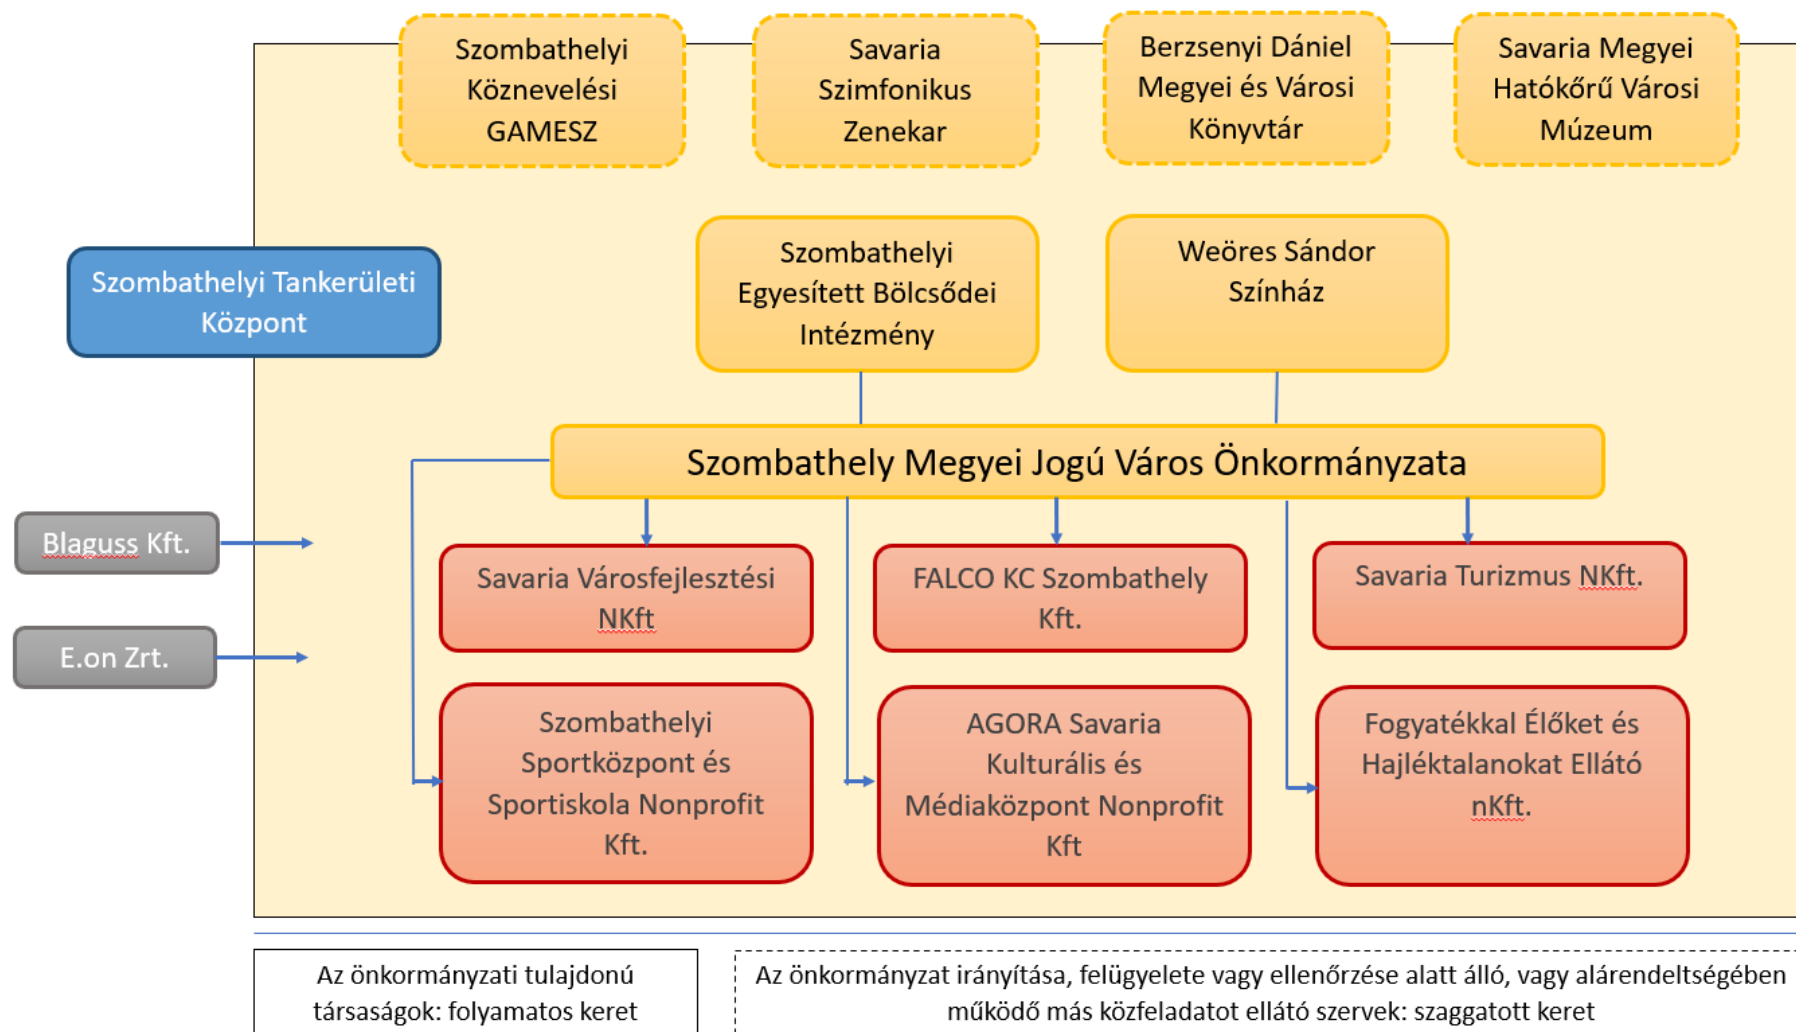 Szombathelyi
Köznevelési
GAMESZ
Savaria
Szimfonikus
Zenekar
Berzsenyi Dániel
Megyei és Városi
Könyvtár
Savaria Megyei
Hatókőrű Városi
Múzeum
Szombathelyi Tankerületi
Központ
Szombathelyi
Egyesített Bölcsődei
Intézmény
Weöres Sándor
Színház
Szombathely Megyei Jogú Város Önkormányzata
Blaguss Kft.
E.on Zrt.
Savaria Városfejlesztési
NKft
FALCO KC Szombathely
Kft.
Savaria Turizmus NKft.
Szombathelyi
Sportközpont és
Sportiskola Nonprofit
Kft.
AGORA Savaria
Kulturális és
Médiaközpont Nonprofit
Kft
Fogyatékkal Élőket és
Hajléktalanokat Ellátó
nKft.
Az önkormányzati tulajdonú
társaságok: folyamatos keret
Az önkormányzat irányítása, felügyelete vagy ellenőrzése alatt álló, vagy alárendeltségében
működő más közfeladatot ellátó szervek: szaggatott keret